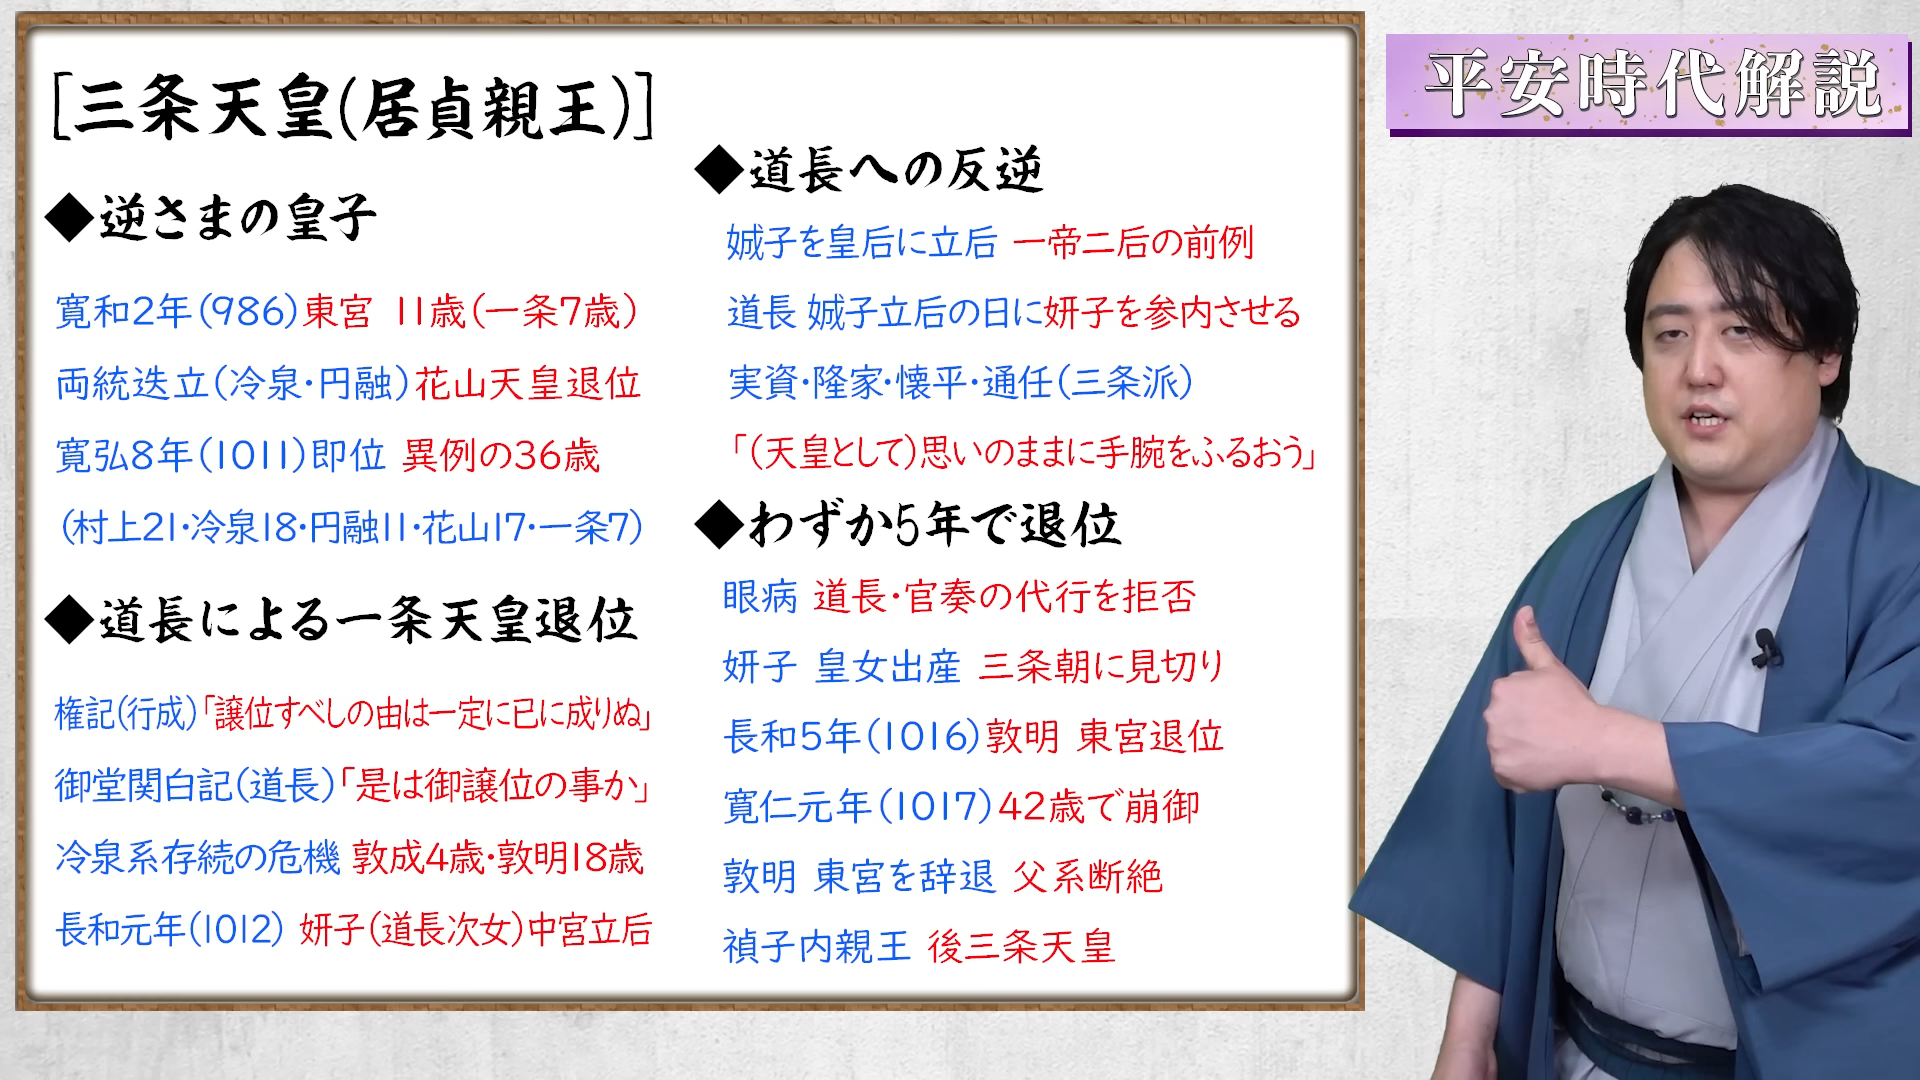 [三条天皇(居貞親王)]
◆逆さまの皇子
寛和2年(986)東宮 11歳(一条7歳)
両統迭立(冷泉・円融)花山天皇退位
寛弘8年(1011)即位 異例の36歳
(村上21・冷泉18・円融11・花山17・一条7)
◆道長による一条天皇退位
権記(行成)「譲位すべしの由は一定に已に成りぬ」
御堂関白記(道長)「是は御譲位の事か」
冷泉系存続の危機 敦成4歳・敦明18歳
長和元年(1012) 妍子(道長次女)中宮立后
◆道長への反逆
娍子を皇后に立后 一帝二后の前例
道長 娍子立后の日に妍子を参内させる
実資・隆家・懐平・通任(三条派)
「(天皇として)思いのままに手腕をふるおう」
◆わずか5年で退位
眼病 道長・官奏の代行を拒否
妍子 皇女出産 三条朝に見切り
長和5年(1016)敦明 東宮退位
寛仁元年(1017)42歳で崩御
敦明 東宮を辞退 父系断絶
禎子内親王 後三条天皇
平安時代解説